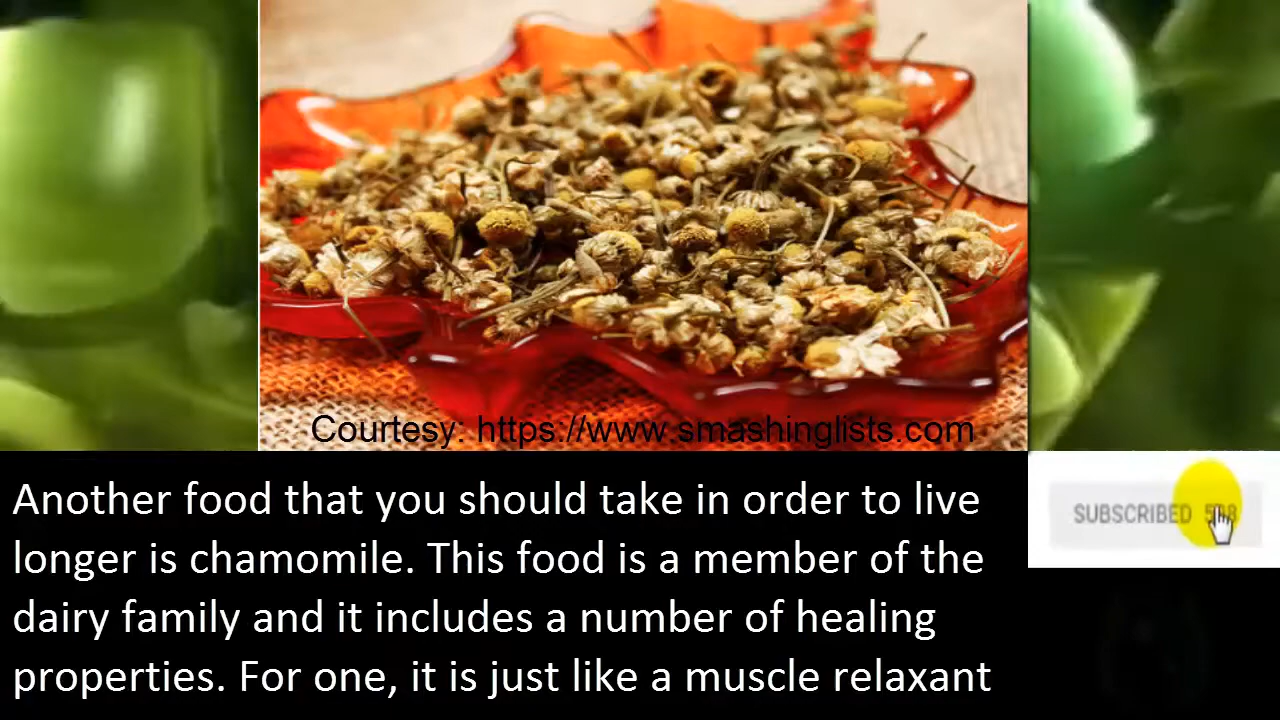 Courtesy: https://www.smashinglists.com
Another food that you should take in order to live
longer is chamomile. This food is a member of the
dairy family and it includes a number of healing
properties. For one, it is just like a muscle relaxant
SUBSCRIBED